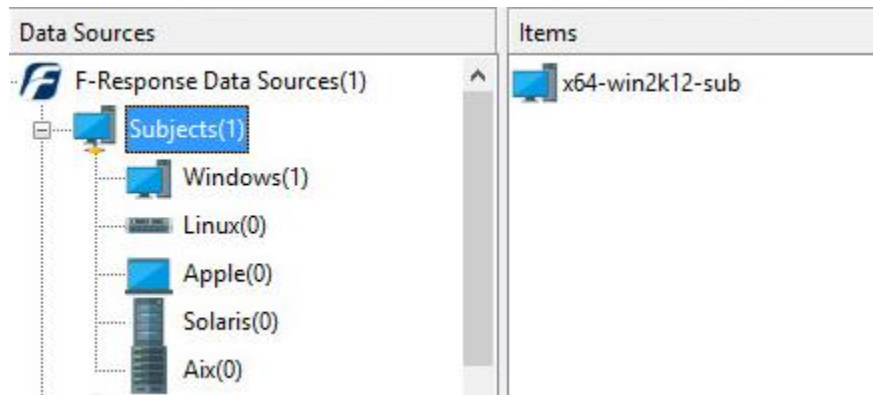 Data Sources
F-Response Data Sources(1)
Subjects(1)
Windows(1)
Linux(0)
Apple(0)
Solaris(0)
Aix(0)
Items
x64-win2k12-sub